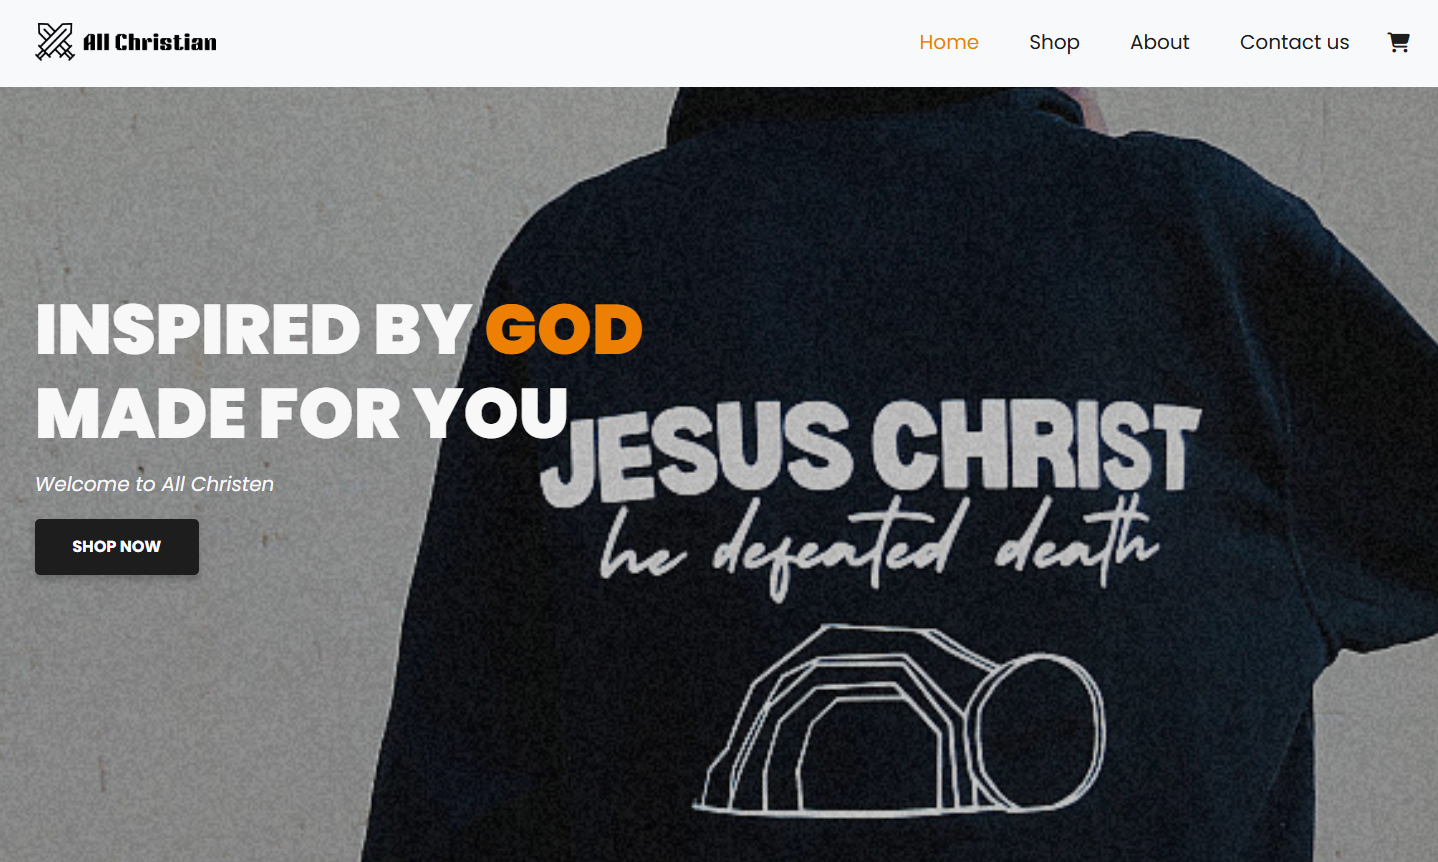 All Christian
Home Shop About Contact us
INSPIRED BY GOD
MADE FOR YOU
Welcome to All Christen
SHOP NOW
JESUS CHRIST
he defeated death